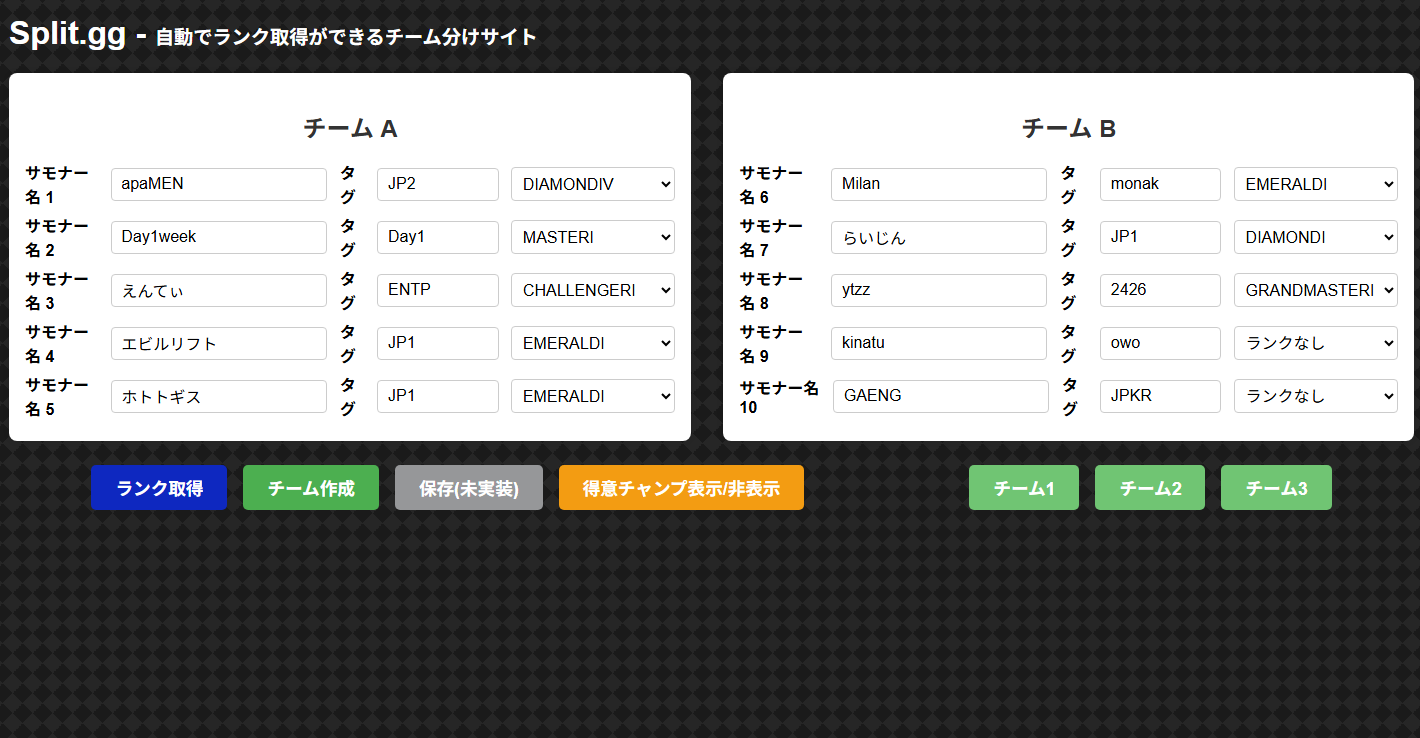 Split.gg - 自動でランク取得ができるチーム分けサイト
チーム A
サモナー名 1 apaMEN タグ JP2 DIAMONDIV
サモナー名 2 Day1week タグ Day1 MASTERI
サモナー名 3 えんてぃ タグ ENTP CHALLENGERI
サモナー名 4 エビルリフト タグ JP1 EMERALDI
サモナー名 5 ホトトギス タグ JP1 EMERALDI
チーム B
サモナー名 6 Milan タグ monak EMERALDI
サモナー名 7 らいじん タグ JP1 DIAMONDI
サモナー名 8 ytzz タグ 2426 GRANDMASTERI
サモナー名 9 kinatu タグ owo ランクなし
サモナー名 10 GAENG タグ JPKR ランクなし
ランク取得 チーム作成 保存(未実装) 得意チャンプ表示/非表示 チーム1 チーム2 チーム3